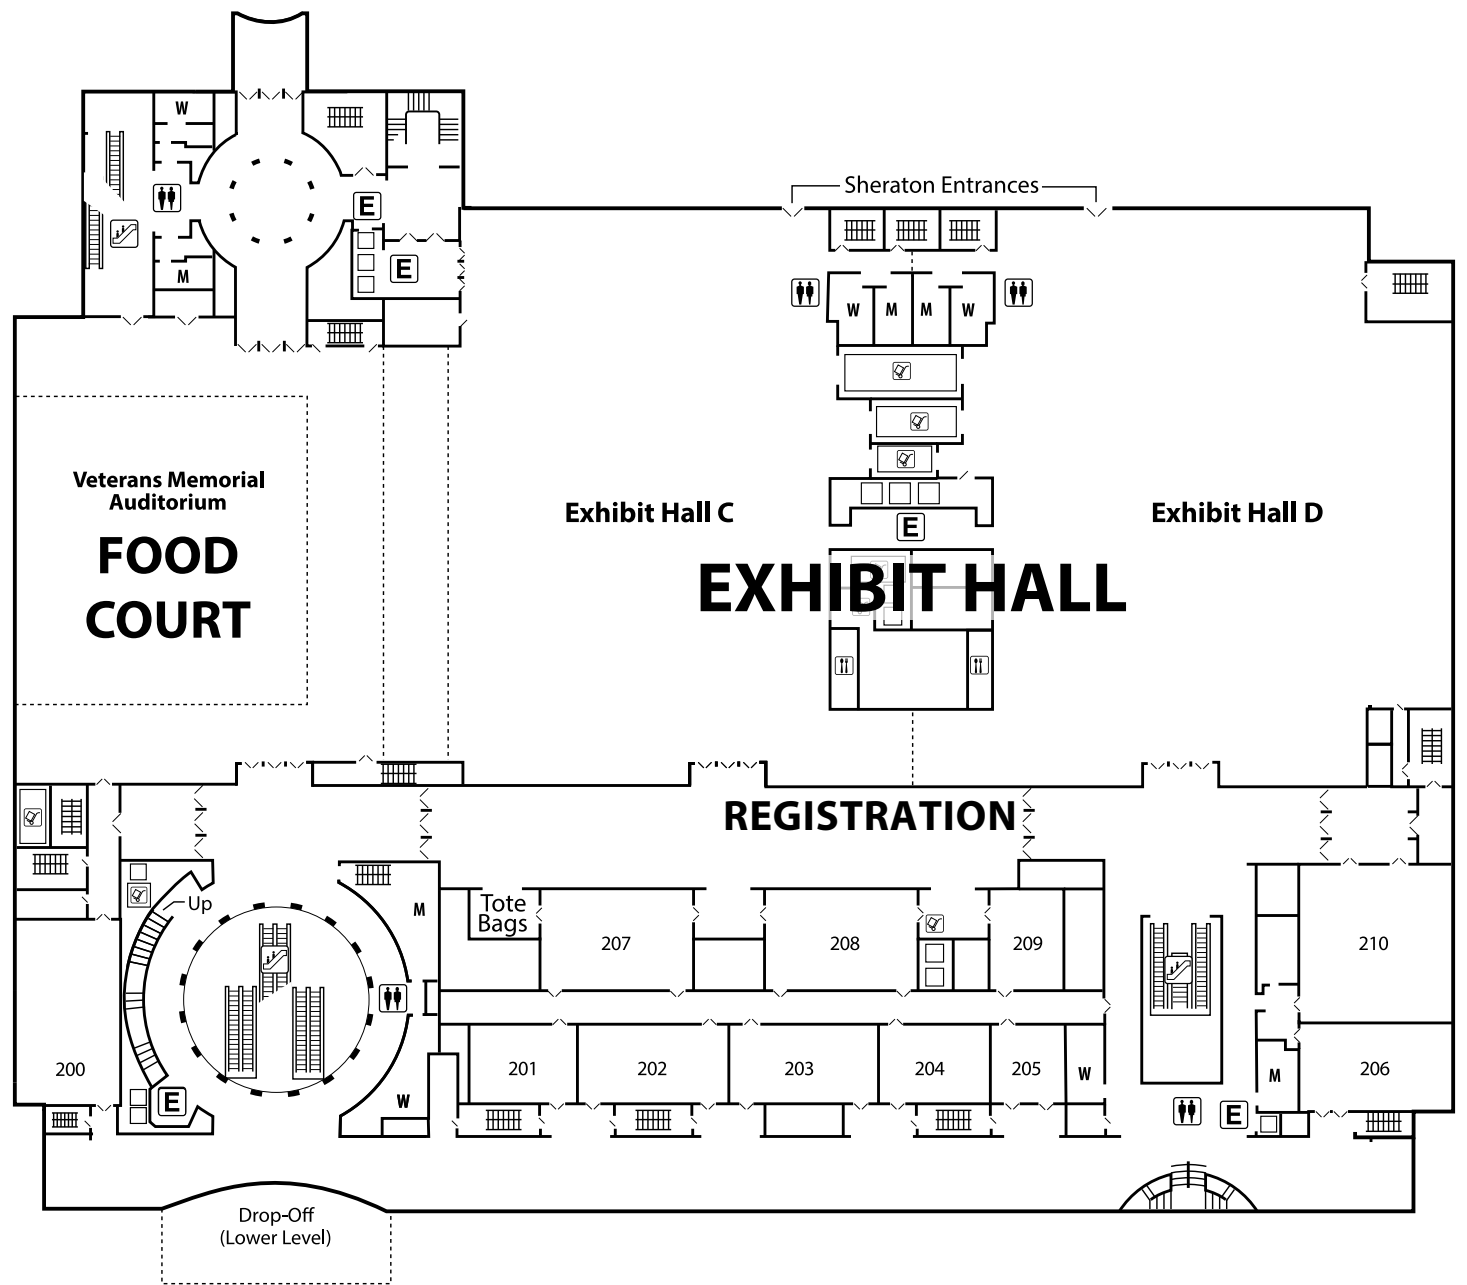 W
E
Sheraton Entrances
M
E
W
M
M
W
Veterans Memorial
Auditorium
FOOD
COURT
Exhibit Hall C
Exhibit Hall D
E
EXHIBIT HALL
REGISTRATION
Up
M
Tote
Bags
207
208
209
210
200
201
202
203
204
205
W
M
206
E
W
E
Drop-Off
(Lower Level)